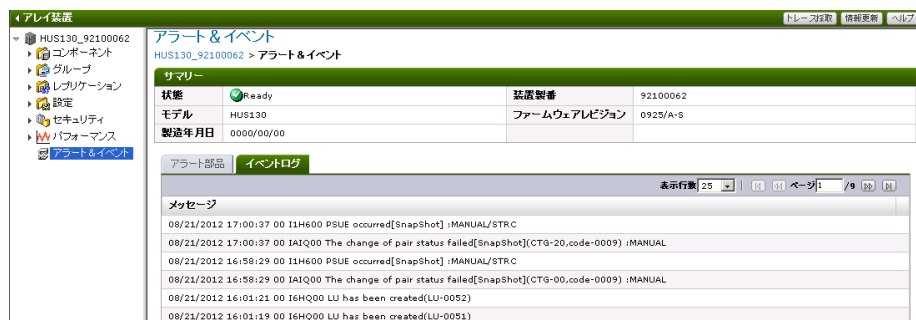 アレイ装置
トレース採取 情報更新 ヘルプ
HUS130_92100062
コンポーネント
グループ
レプリケーション
設定
セキュリティ
パフォーマンス
アラート&イベント
アラート & イベント
HUS130_92100062 > アラート&イベント
サマリー
状態 Ready 装置製番 92100062
モデル HUS130 ファームウェアレビジョン 0925/A-S
製造年月日 0000/00/00
アラート部品 イベントログ
表示行数 25 ページ 1 /9
メッセージ
08/21/2012 17:00:37 00 I1H600 PSUE occurred[SnapShot] :MANUAL/STRC
08/21/2012 17:00:37 00 IAIQ00 The change of pair status failed[SnapShot](CTG-20,code-0009) :MANUAL
08/21/2012 16:58:29 00 I1H600 PSUE occurred[SnapShot] :MANUAL/STRC
08/21/2012 16:58:29 00 IAIQ00 The change of pair status failed[SnapShot](CTG-00,code-0009) :MANUAL
08/21/2012 16:01:21 00 I6HQ00 LU has been created(LU-0052)
08/21/2012 16:01:19 00 I6HQ00 LU has been created(LU-0051)